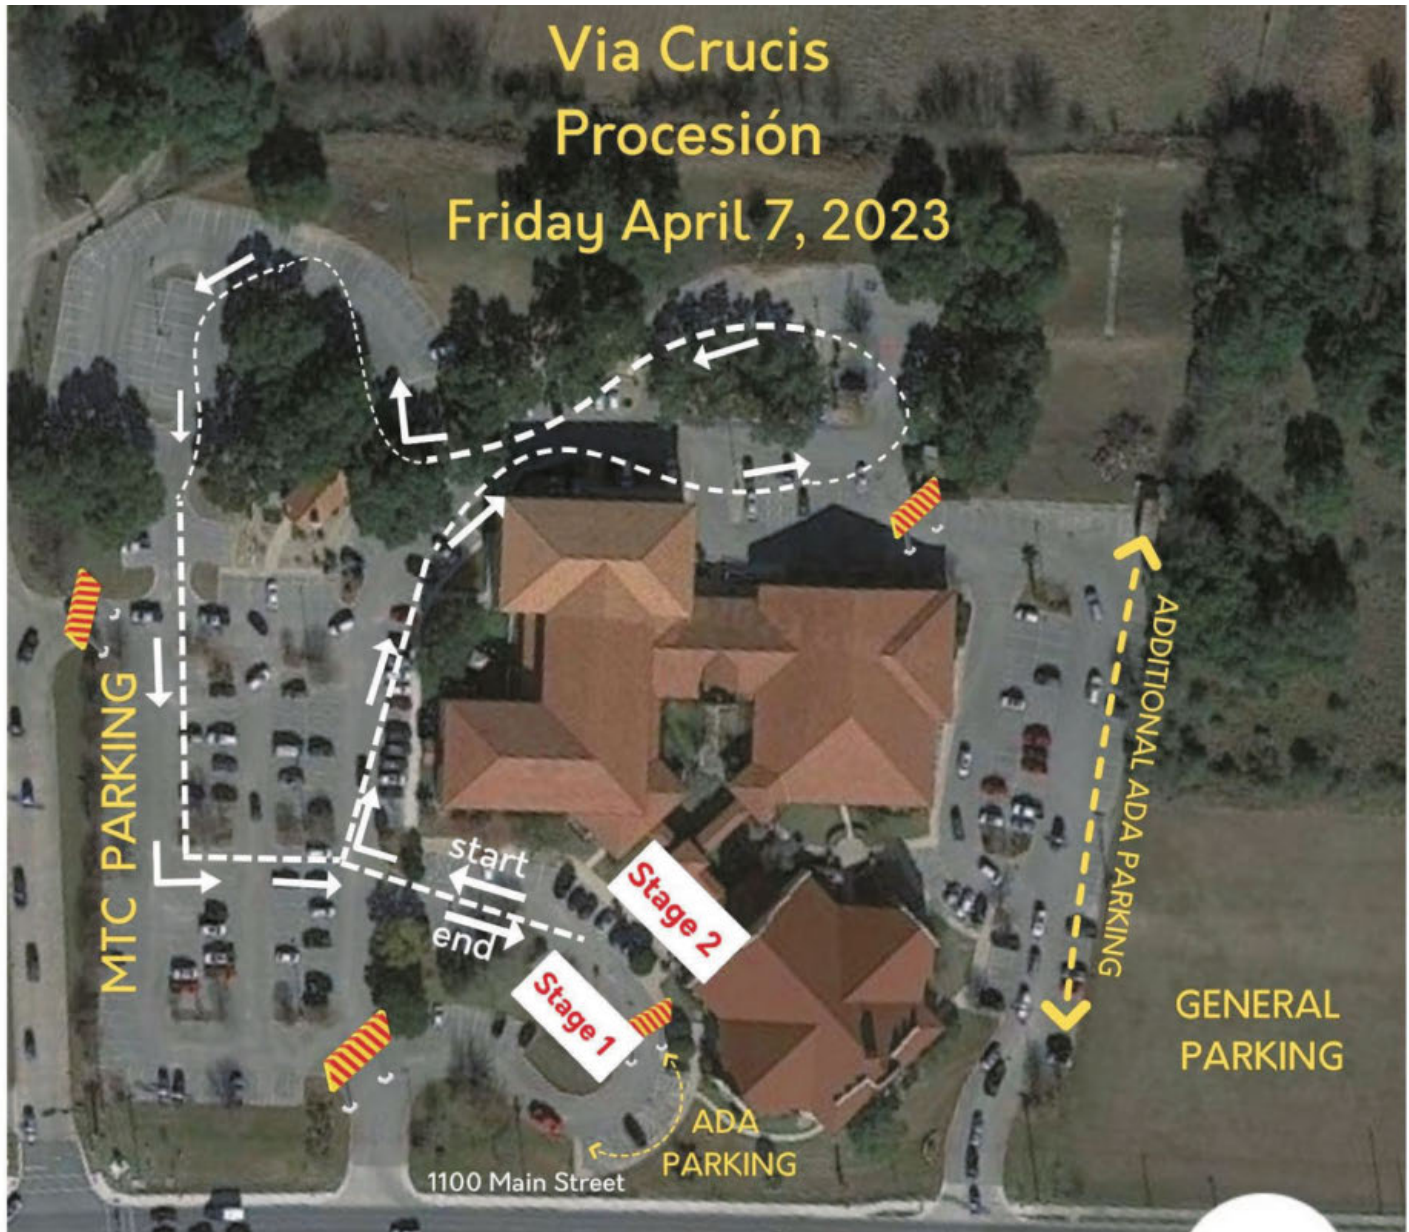 Via Crucis
Procesión
Friday April 7, 2023
ADDITIONAL ADA PARKING
MTC PARKING
start
end
Stage 2
Stage 1
GENERAL
PARKING
ADA
PARKING
1100 Main Street